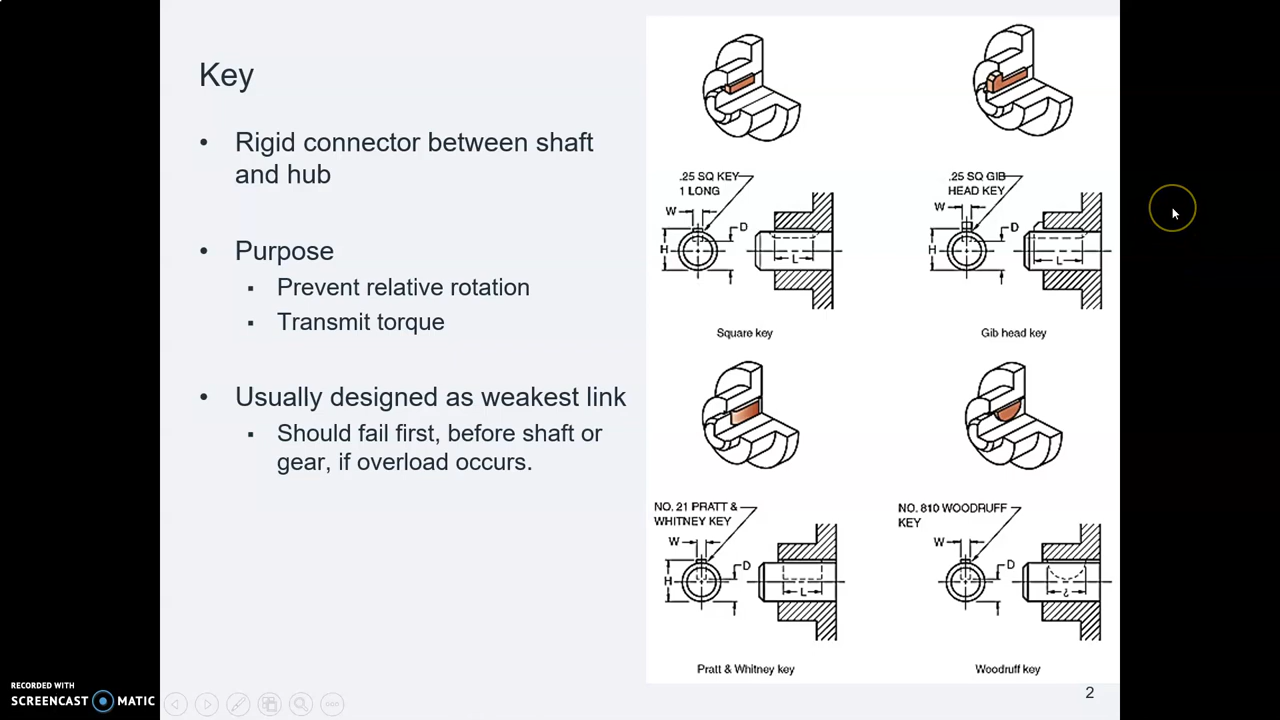 Key
• Rigid connector between shaft
and hub
• Purpose
▪ Prevent relative rotation
▪ Transmit torque
• Usually designed as weakest link
▪ Should fail first, before shaft or
gear, if overload occurs.
.25 SQ KEY
1 LONG
W
D
H
L
Square key
.25 SQ GIB
HEAD KEY
W
D
H
L
Gib head key
NO. 21 PRATT &
WHITNEY KEY
W
D
H
L
Pratt & Whitney key
NO. 810 WOODRUFF
KEY
W
D
Woodruff key
2
RECORDED WITH
SCREENCAST MATIC